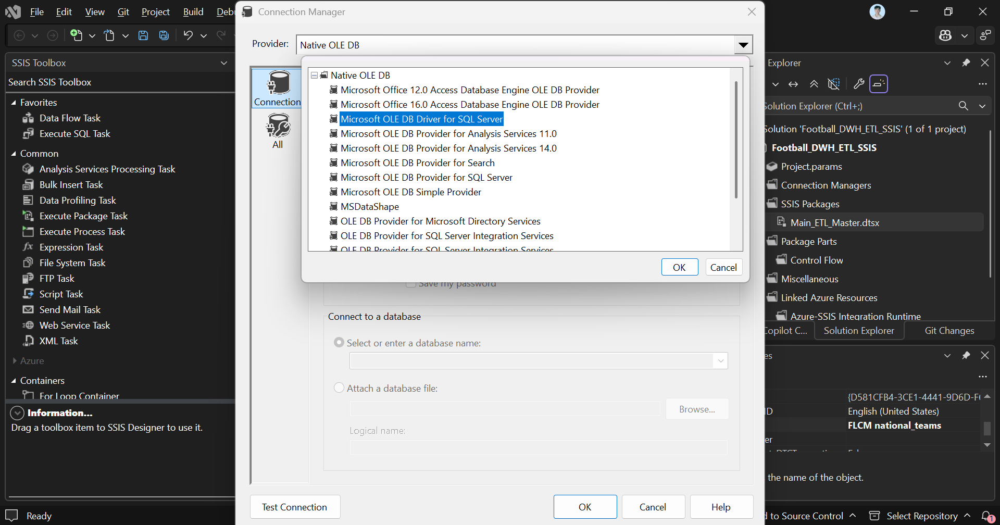 File Edit View Git Project Build
SSIS Toolbox
Search SSIS Toolbox
Favorites
Data Flow Task
Execute SQL Task
Common
Analysis Services Processing Task
Bulk Insert Task
Data Profiling Task
Execute Package Task
Execute Process Task
Expression Task
File System Task
FTP Task
Script Task
Send Mail Task
Web Service Task
XML Task
Azure
Containers
For Loop Container
Information...
Drag a toolbox item to SSIS Designer to use it.
Ready
Connection Manager
Provider: Native OLE DB
Connection
All
Native OLE DB
Microsoft Office 12.0 Access Database Engine OLE DB Provider
Microsoft Office 16.0 Access Database Engine OLE DB Provider
Microsoft OLE DB Driver for SQL Server
Microsoft OLE DB Provider for Analysis Services 11.0
Microsoft OLE DB Provider for Analysis Services 14.0
Microsoft OLE DB Provider for Search
Microsoft OLE DB Provider for SQL Server
Microsoft OLE DB Simple Provider
MSDataShape
OLE DB Provider for Microsoft Directory Services
OLE DB Provider for SQL Server Integration Services
OLE DB Provider for SQL Server Integration Services
OK Cancel
Save my password
Connect to a database
Select or enter a database name:
Attach a database file:
Browse...
Logical name:
Test Connection OK Cancel Help
Explorer
Solution Explorer (Ctrl+;)
Solution 'Football_DWH_ETL_SSIS' (1 of 1 project)
Football_DWH_ETL_SSIS
Project.params
Connection Managers
SSIS Packages
Main_ETL_Master.dtsx
Package Parts
Control Flow
Miscellaneous
Linked Azure Resources
Azure-SSIS Integration Runtime
Copilot C... Solution Explorer Git Changes
es
{D581CFB4-3CE1-4441-9D6D-F
ID English (United States)
FLCM national_teams
er
the name of the object.
d to Source Control Select Repository 1